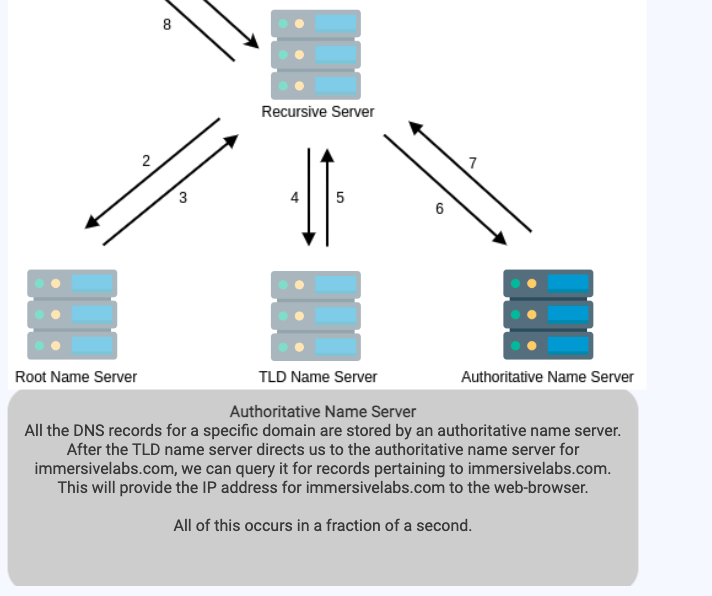 8
Recursive Server
2
3
4
5
6
7
Root Name Server
TLD Name Server
Authoritative Name Server
Authoritative Name Server
All the DNS records for a specific domain are stored by an authoritative name server.
After the TLD name server directs us to the authoritative name server for
immersivelabs.com, we can query it for records pertaining to immersivelabs.com.
This will provide the IP address for immersivelabs.com to the web-browser.
All of this occurs in a fraction of a second.